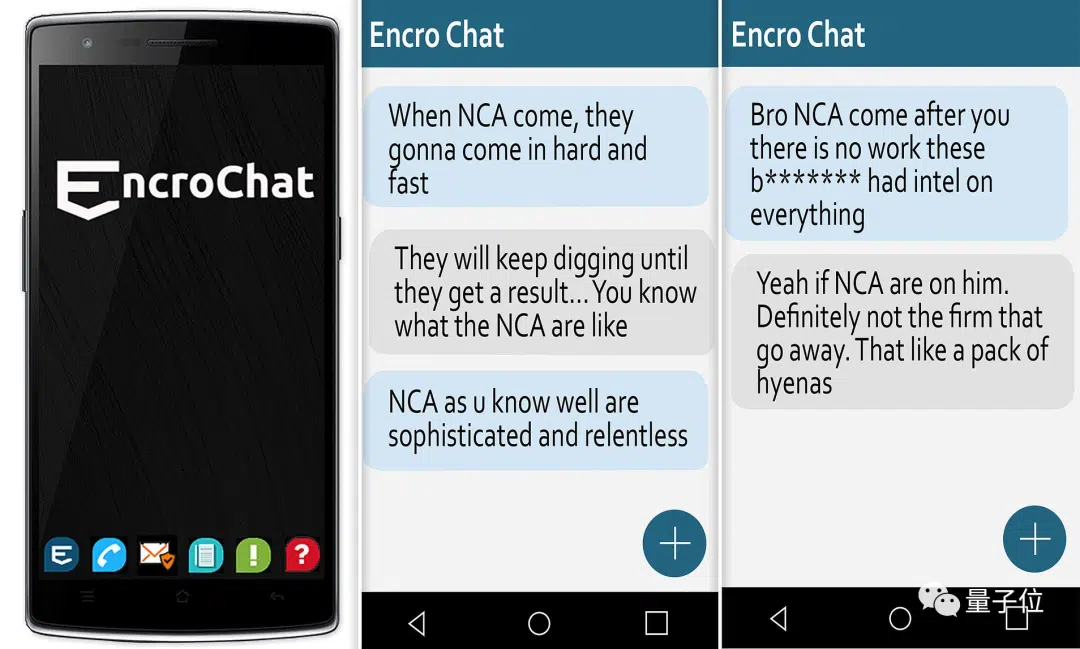 EncroChat
Encro Chat
When NCA come, they
gonna come in hard and
fast
They will keep digging until
they get a result... You know
what the NCA are like
NCA as u know well are
sophisticated and relentless
Encro Chat
Bro NCA come after you
there is no work these
b******* had intel on
everything
Yeah if NCA are on him.
Definitely not the firm that
go away. That like a pack of
hyenas
量子位